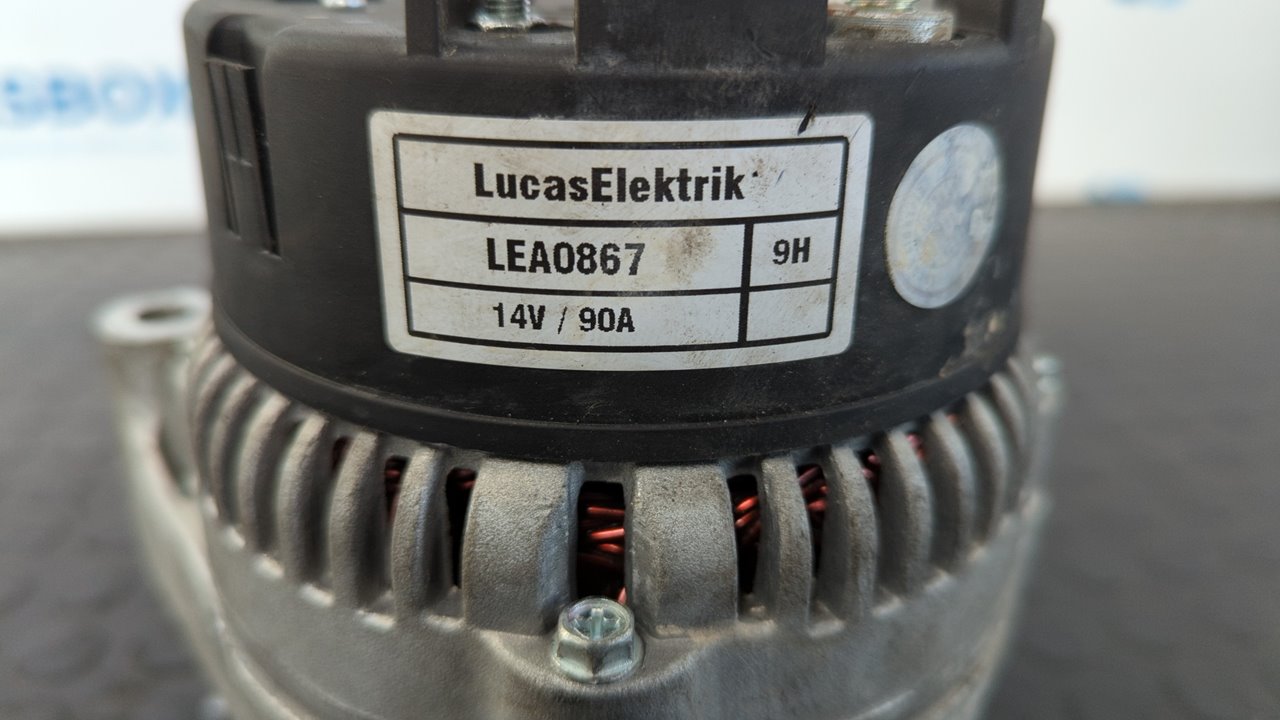 LucasElektrik
LEA0867 9H
14V / 90A